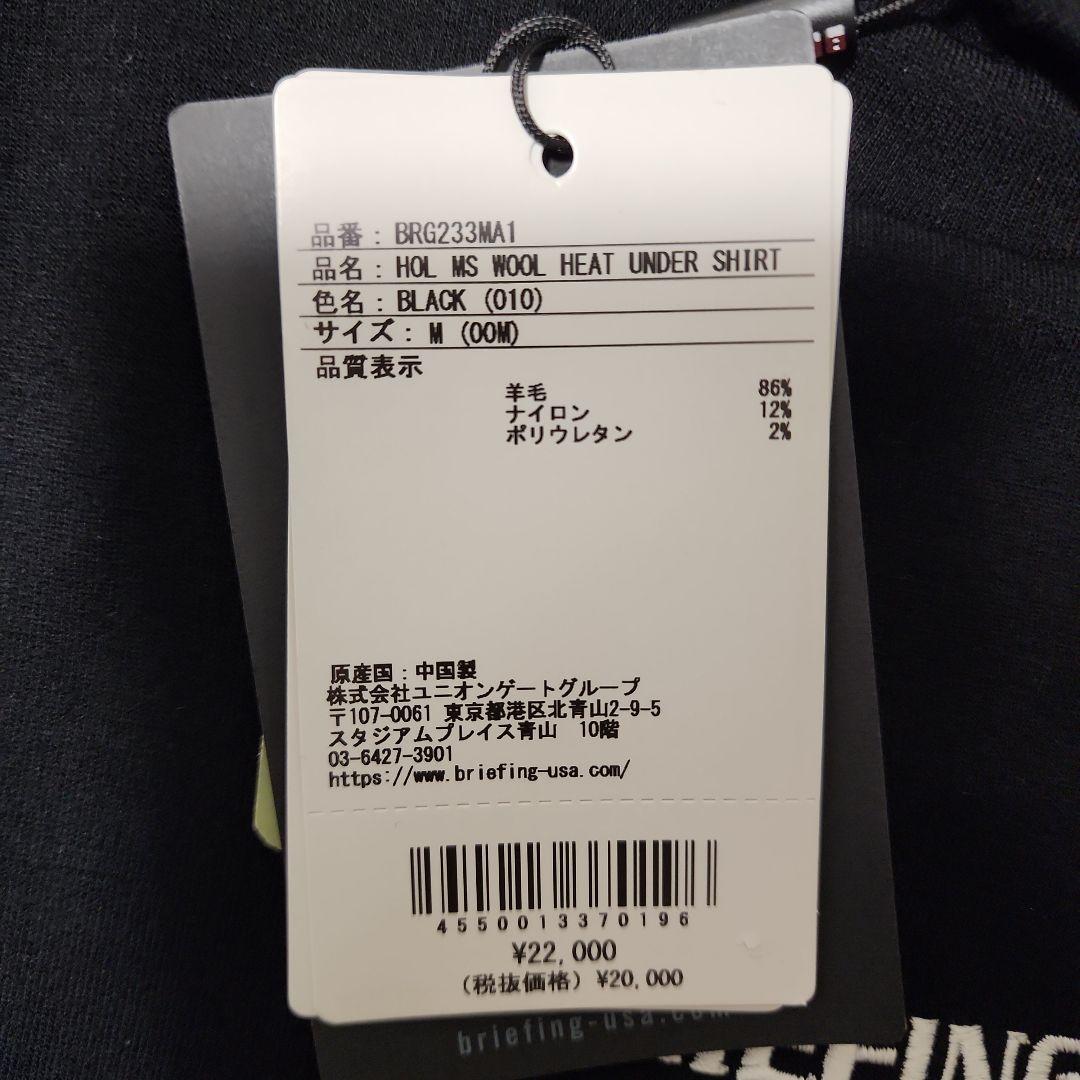 品番：BRG233MA1
品名：HOL MS WOOL HEAT UNDER SHIRT
色名：BLACK (010)
サイズ：M (00M)
品質表示
羊毛 86%
ナイロン 12%
ポリウレタン 2%
原産国：中国製
株式会社ユニオンゲートグループ
〒107-0061 東京都港区北青山2-9-5
スタジアムプレイス青山 10階
03-6427-3901
https://www.briefing-usa.com/
4550013370196
¥22,000
(税抜価格) ¥20,000
briefing-usa.com